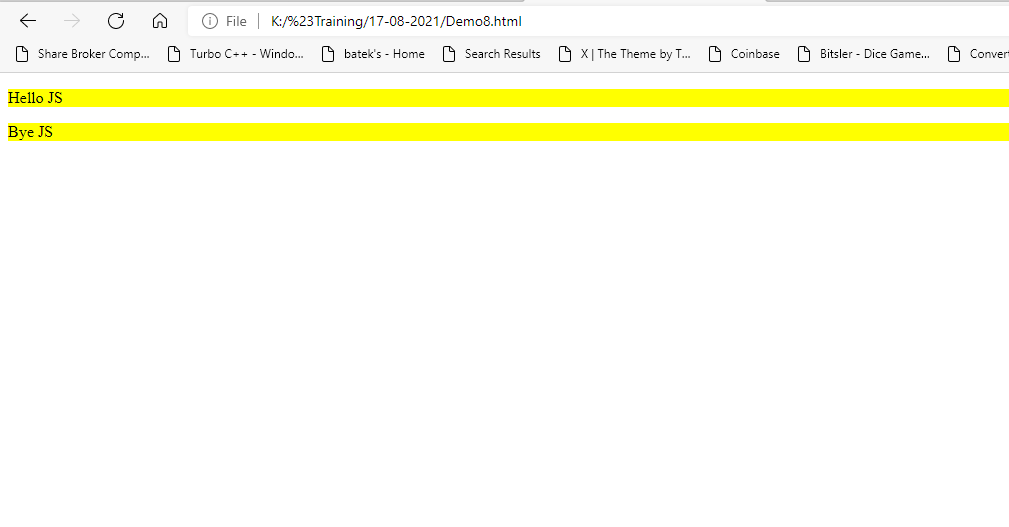 File K:/%23Training/17-08-2021/Demo8.html
Share Broker Comp... Turbo C++ - Windo... batek's - Home Search Results X | The Theme by T... Coinbase Bitsler - Dice Game... Conver
Hello JS
Bye JS